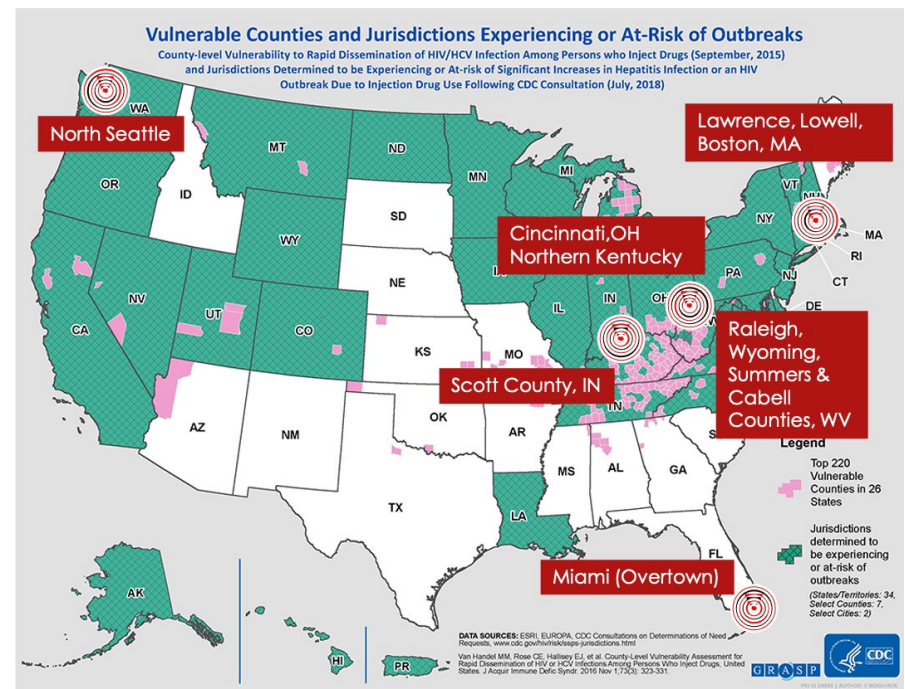 Vulnerable Counties and Jurisdictions Experiencing or At-Risk of Outbreaks
County-level Vulnerability to Rapid Dissemination of HIV/HCV Infection Among Persons who Inject Drugs (September, 2015)
and Jurisdictions Determined to be Experiencing or At-risk of Significant Increases in Hepatitis Infection or an HIV
Outbreak Due to Injection Drug Use Following CDC Consultation (July, 2018)
WA
North Seattle
Lawrence, Lowell,
Boston, MA
MT
ND
MN
MI
VT
NH
OR
ID
SD
WY
NY
MA
RI
CT
Cincinnati,OH
Northern Kentucky
NE
PA
NJ
DE
NV
UT
CO
CA
IL
IN
OH
KS
MO
Raleigh,
Wyoming,
Summers &
Cabell
Counties, WV
Scott County, IN
TN
AZ
NM
OK
AR
MS
AL
GA
TX
LA
FL
Legend
Top 220
Vulnerable
Counties in 26
States
Jurisdictions
determined to
be experiencing
or at-risk of
outbreaks
(States/Territories: 34,
Select Counties: 7,
Select Cities: 2)
Miami (Overtown)
AK
HI
PR
DATA SOURCES: ESRI, EUROPA, CDC Consultations on Determinations of Need
Requests, www.cdc.gov/hiv/risk/ssps-jurisdictions.html
Van Handel MM, Rose CE, Hallisey EJ, et al. County-Level Vulnerability Assessment for
Rapid Dissemination of HIV or HCV Infections Among Persons Who Inject Drugs, United
States. J Acquir Immune Defic Syndr. 2016 Nov 1;73(3): 323-331.
GRASP
CDC